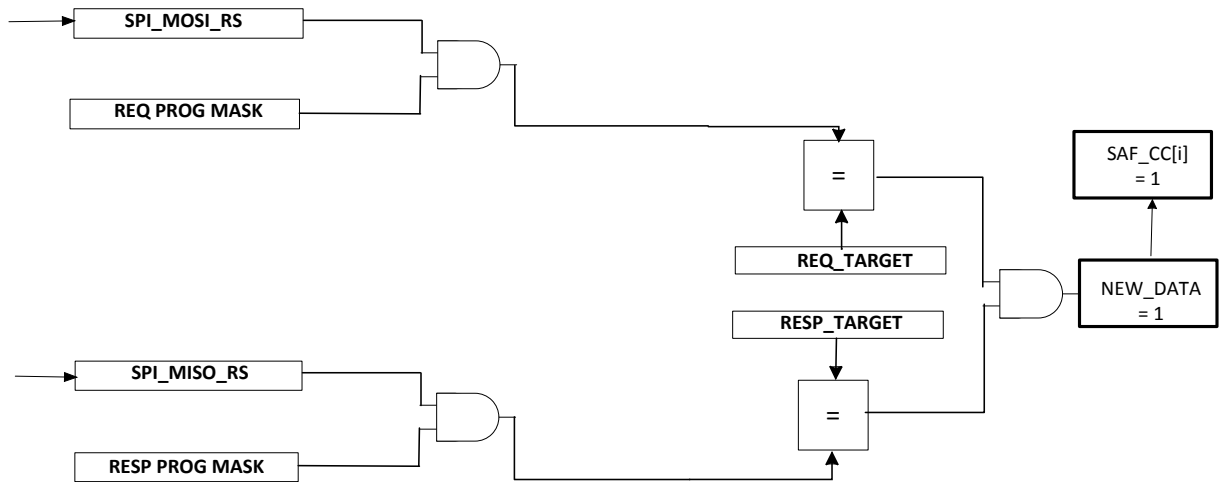 SPI_MOSI_RS
REQ PROG MASK
=
SAF_CC[i]
= 1
REQ_TARGET
NEW_DATA
= 1
RESP_TARGET
SPI_MISO_RS
=
RESP PROG MASK